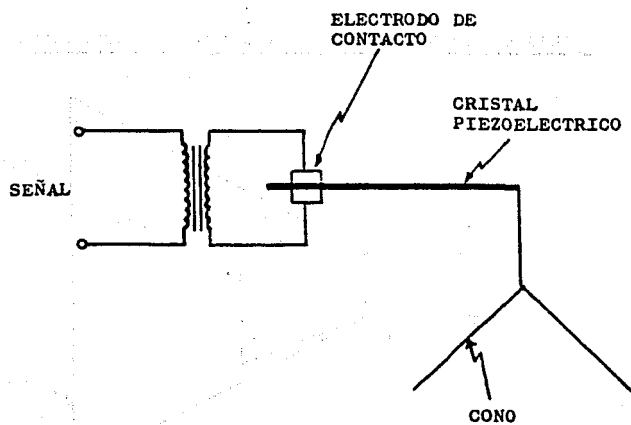 ELECTRODO DE
CONTACTO
CRISTAL
PIEZOELECTRICO
SEÑAL
CONO